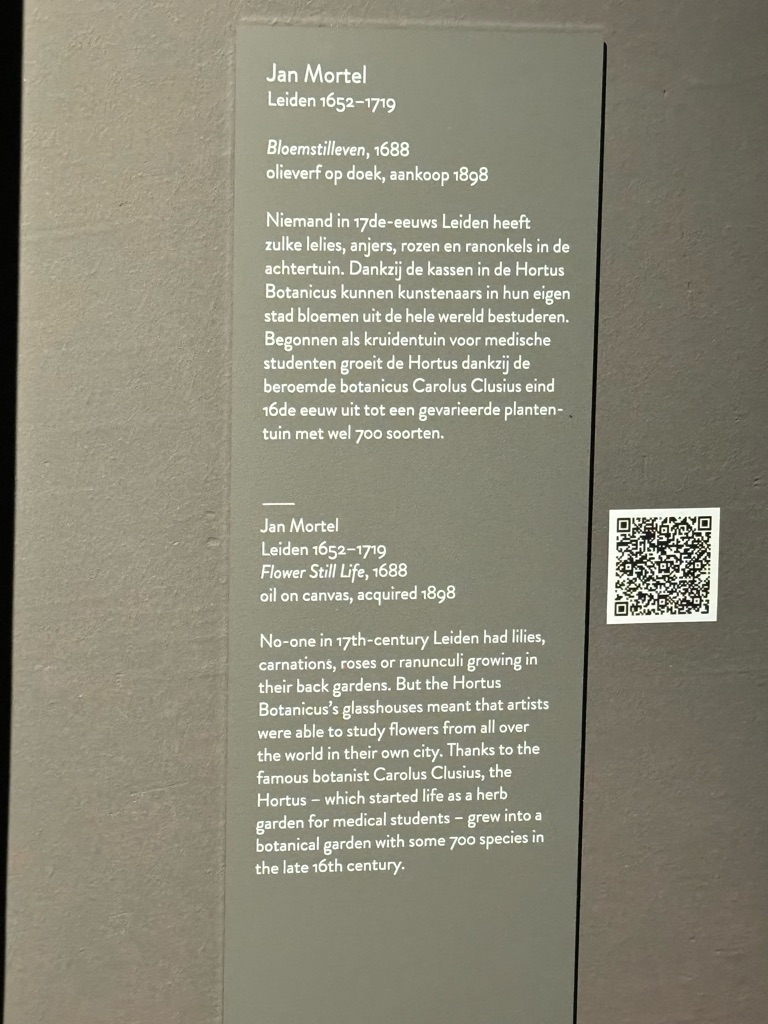 Jan Mortel
Leiden 1652–1719
Bloemstilleven, 1688
olieverf op doek, aankoop 1898
Niemand in 17de-eeuws Leiden heeft
zulke lelies, anjers, rozen en ranonkels in de
achtertuin. Dankzij de kassen in de Hortus
Botanicus kunnen kunstenaars in hun eigen
stad bloemen uit de hele wereld bestuderen.
Begonnen als kruidentuin voor medische
studenten groeit de Hortus dankzij de
beroemde botanicus Carolus Clusius eind
16de eeuw uit tot een gevarieerde planten-
tuin met wel 700 soorten.
Jan Mortel
Leiden 1652–1719
Flower Still Life, 1688
oil on canvas, acquired 1898
No-one in 17th-century Leiden had lilies,
carnations, roses or ranunculi growing in
their back gardens. But the Hortus
Botanicus's glasshouses meant that artists
were able to study flowers from all over
the world in their own city. Thanks to the
famous botanist Carolus Clusius, the
Hortus – which started life as a herb
garden for medical students – grew into a
botanical garden with some 700 species in
the late 16th century.